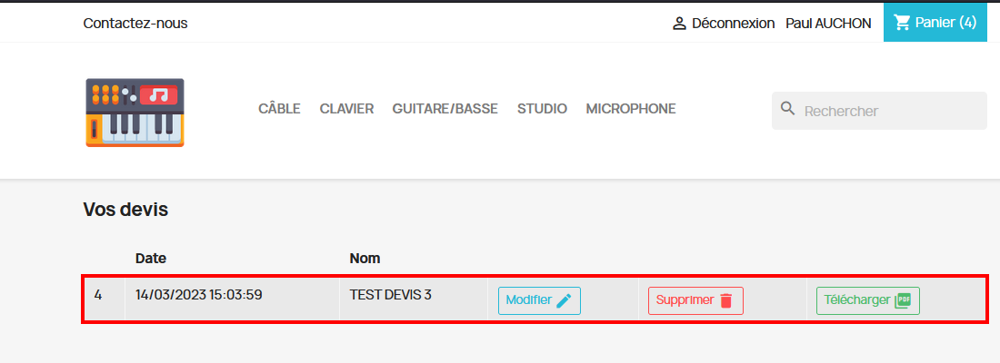 Contactez-nous
Déconnexion Paul AUCHON Panier (4)
CÂBLE CLAVIER GUITARE/BASSE STUDIO MICROPHONE Rechercher
Vos devis
Date Nom
4 14/03/2023 15:03:59 TEST DEVIS 3 Modifier Supprimer Télécharger PDF